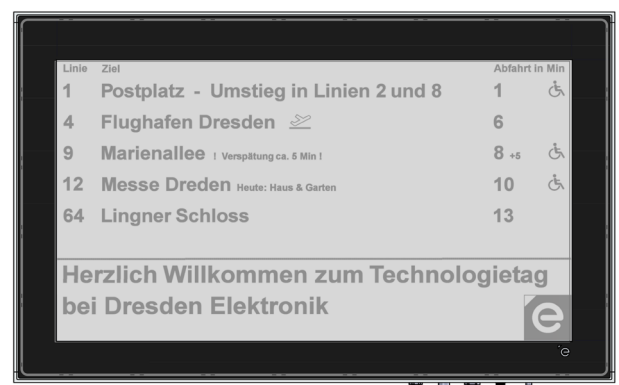 Linie Ziel Abfahrt in Min
1 Postplatz - Umstieg in Linien 2 und 8 1
4 Flughafen Dresden 6
9 Marienallee ! Verspätung ca. 5 Min ! 8 +5
12 Messe Dreden Heute: Haus & Garten 10
64 Lingner Schloss 13
Herzlich Willkommen zum Technologietag
bei Dresden Elektronik
e
e